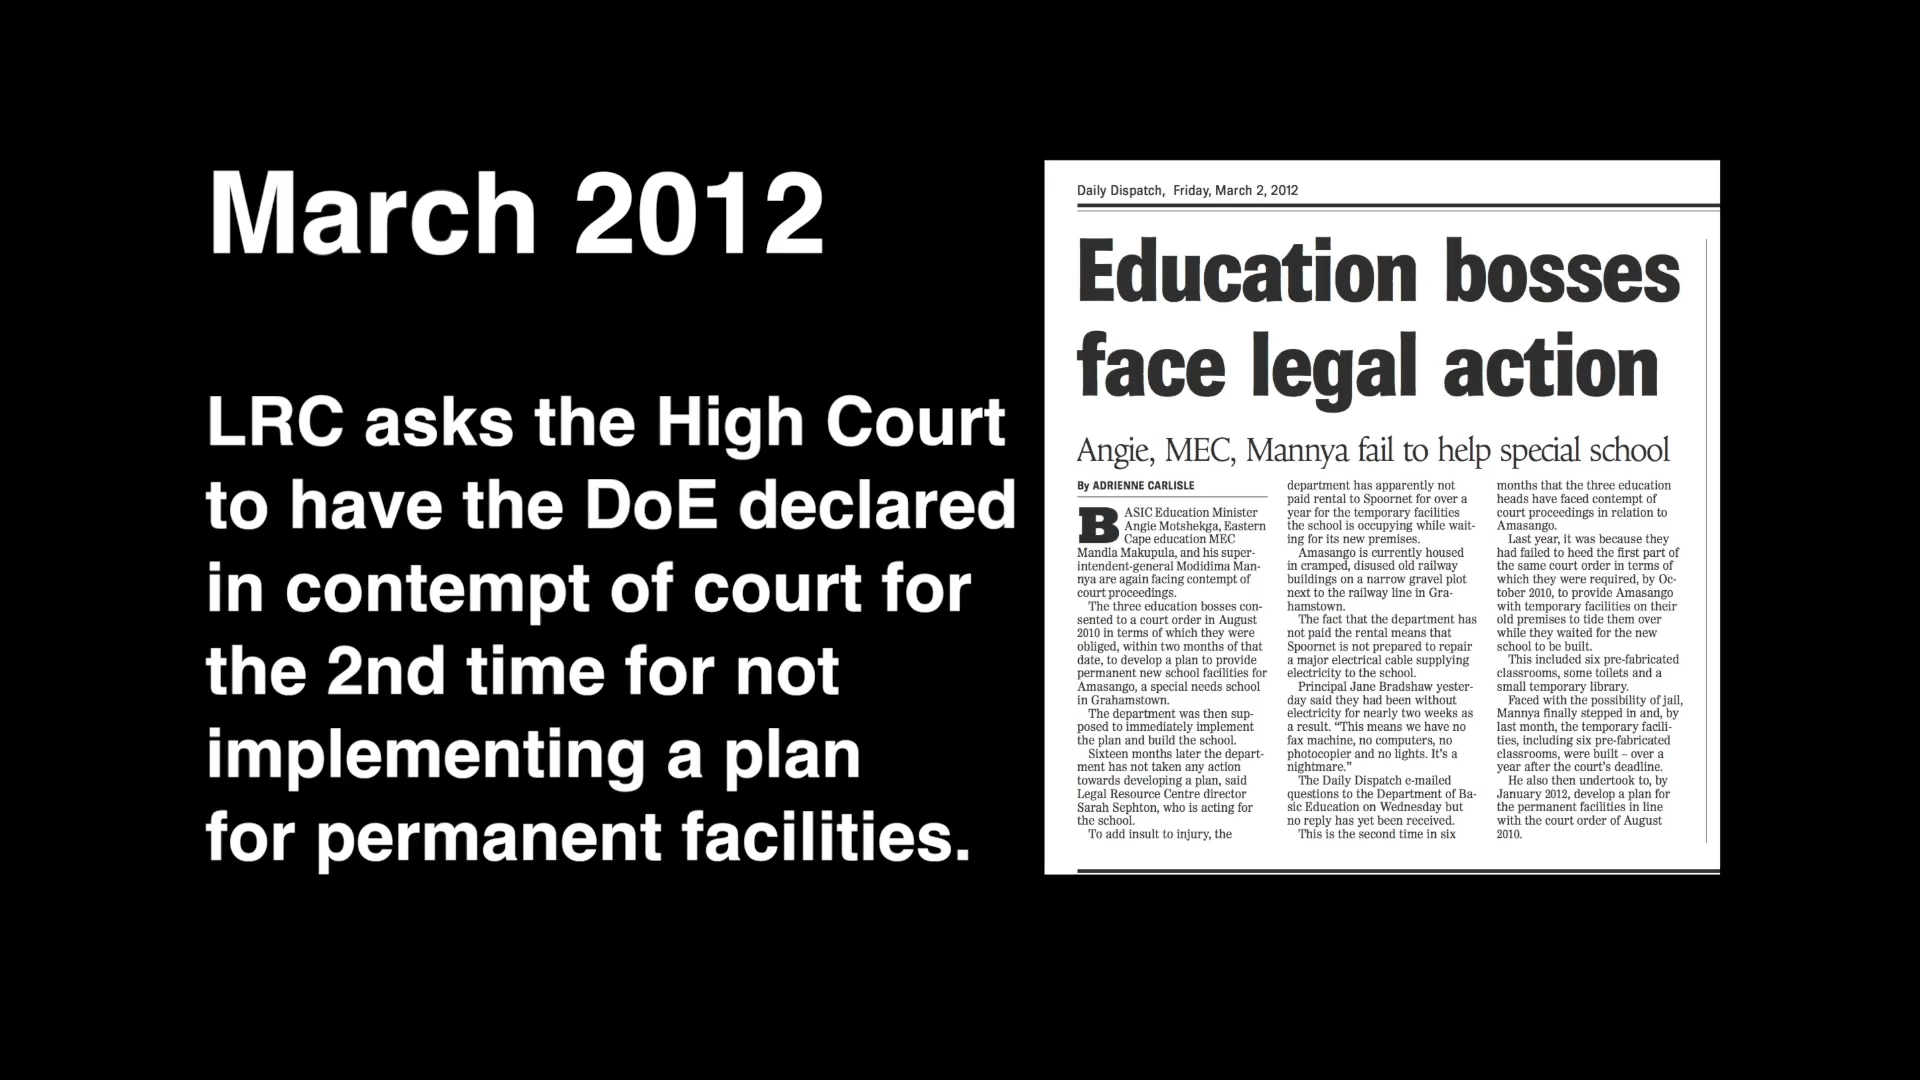 March 2012
LRC asks the High Court
to have the DoE declared
in contempt of court for
the 2nd time for not
implementing a plan
for permanent facilities.
Daily Dispatch, Friday, March 2, 2012
Education bosses
face legal action
Angie, MEC, Mannya fail to help special school
By ADRIENNE CARLISLE
BASIC Education Minister
Angie Motshekga, Eastern
Cape education MEC
Mandla Makupula, and his super-
intendent-general Modidima Man-
nya are again facing contempt of
court proceedings.
The three education bosses con-
sented to a court order in August
2010 in terms of which they were
obliged, within two months of that
date, to develop a plan to provide
permanent new school facilities for
Amasango, a special needs school
in Grahamstown.
The department was then sup-
posed to immediately implement
the plan and build the school.
Sixteen months later the depart-
ment has not taken any action
towards developing a plan, said
Legal Resource Centre director
Sarah Sephton, who is acting for
the school.
To add insult to injury, the
department has apparently not
paid rental to Spoornet for over a
year for the temporary facilities
the school is occupying while wait-
ing for its new premises.
Amasango is currently housed
in cramped, disused old railway
buildings on a narrow gravel plot
next to the railway line in Gra-
hamstown.
The fact that the department has
not paid the rental means that
Spoornet is not prepared to repair
a major electrical cable supplying
electricity to the school.
Principal Jane Bradshaw yester-
day said they had been without
electricity for nearly two weeks as
a result. “This means we have no
fax machine, no computers, no
photocopier and no lights. It’s a
nightmare.”
The Daily Dispatch e-mailed
questions to the Department of Ba-
sic Education on Wednesday but
no reply has yet been received.
This is the second time in six
months that the three education
heads have faced contempt of
court proceedings in relation to
Amasango.
Last year, it was because they
had failed to heed the first part of
the same court order in terms of
which they were required, by Oc-
tober 2010, to provide Amasango
with temporary facilities on their
old premises to tide them over
while they waited for the new
school to be built.
This included six pre-fabricated
classrooms, some toilets and a
small temporary library.
Faced with the possibility of jail,
Mannya finally stepped in and, by
last month, the temporary facili-
ties, including six pre-fabricated
classrooms, were built – over a
year after the court’s deadline.
He also then undertook to, by
January 2012, develop a plan for
the permanent facilities in line
with the court order of August
2010.